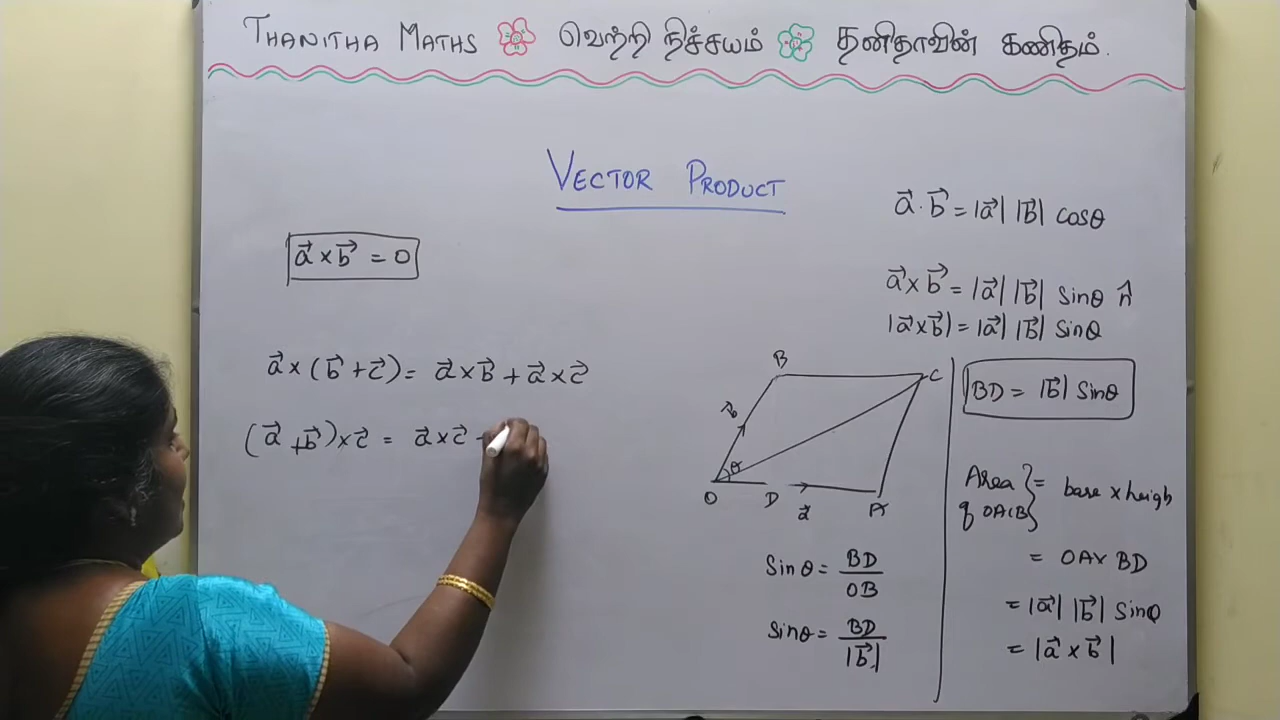 THANITHA MATHS வெற்றி நிச்சயம் தனிதாவின் கணிதம்.
VECTOR PRODUCT
a⃗ × b⃗ = 0
a⃗ × (b⃗ + c⃗) = a⃗ × b⃗ + a⃗ × c⃗
(a⃗ + b⃗) × c⃗ = a⃗ × c⃗ -
a⃗ · b⃗ = |a⃗| |b⃗| cosθ
a⃗ × b⃗ = |a⃗| |b⃗| sinθ n̂
|a⃗ × b⃗| = |a⃗| |b⃗| sinθ
B C
b⃗
θ
O D A
a⃗
Sinθ = BD / OB
Sinθ = BD / |b⃗|
BD = |b⃗| Sinθ
Area of OACB } = base × heigh
= OA × BD
= |a⃗| |b⃗| Sinθ
= |a⃗ × b⃗|